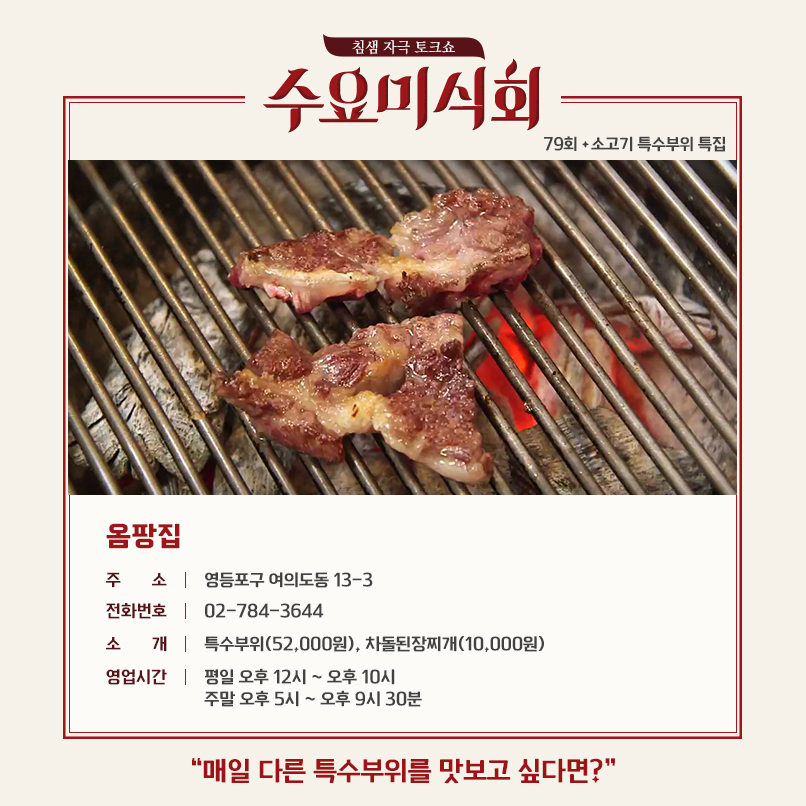 침샘 자극 토크쇼
수요미식회
79회 + 소고기 특수부위 특집
옴팡집
주 소 | 영등포구 여의도동 13-3
전화번호 | 02-784-3644
소 개 | 특수부위(52,000원), 차돌된장찌개(10,000원)
영업시간 | 평일 오후 12시 ~ 오후 10시
주말 오후 5시 ~ 오후 9시 30분
“매일 다른 특수부위를 맛보고 싶다면?”